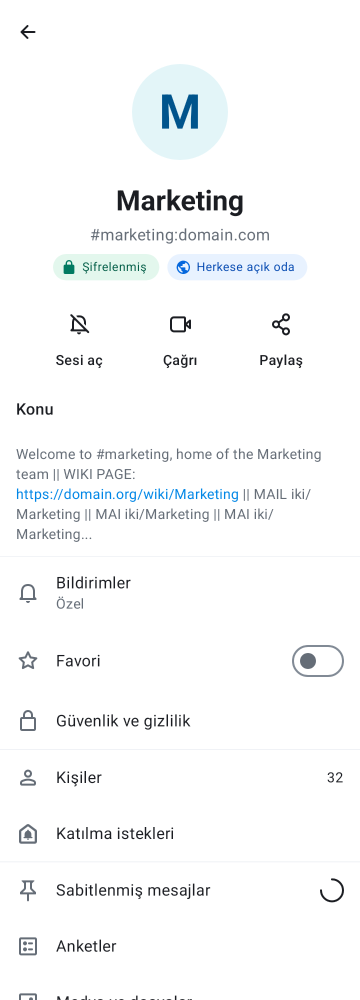 M
Marketing
#marketing:domain.com
Şifrelenmiş
Herkese açık oda
Sesi aç
Çağrı
Paylaş
Konu
Welcome to #marketing, home of the Marketing
team || WIKI PAGE:
https://domain.org/wiki/Marketing || MAIL iki/
Marketing || MAI iki/Marketing || MAI iki/
Marketing...
Bildirimler
Özel
Favori
Güvenlik ve gizlilik
Kişiler 32
Katılma istekleri
Sabitlenmiş mesajlar
Anketler